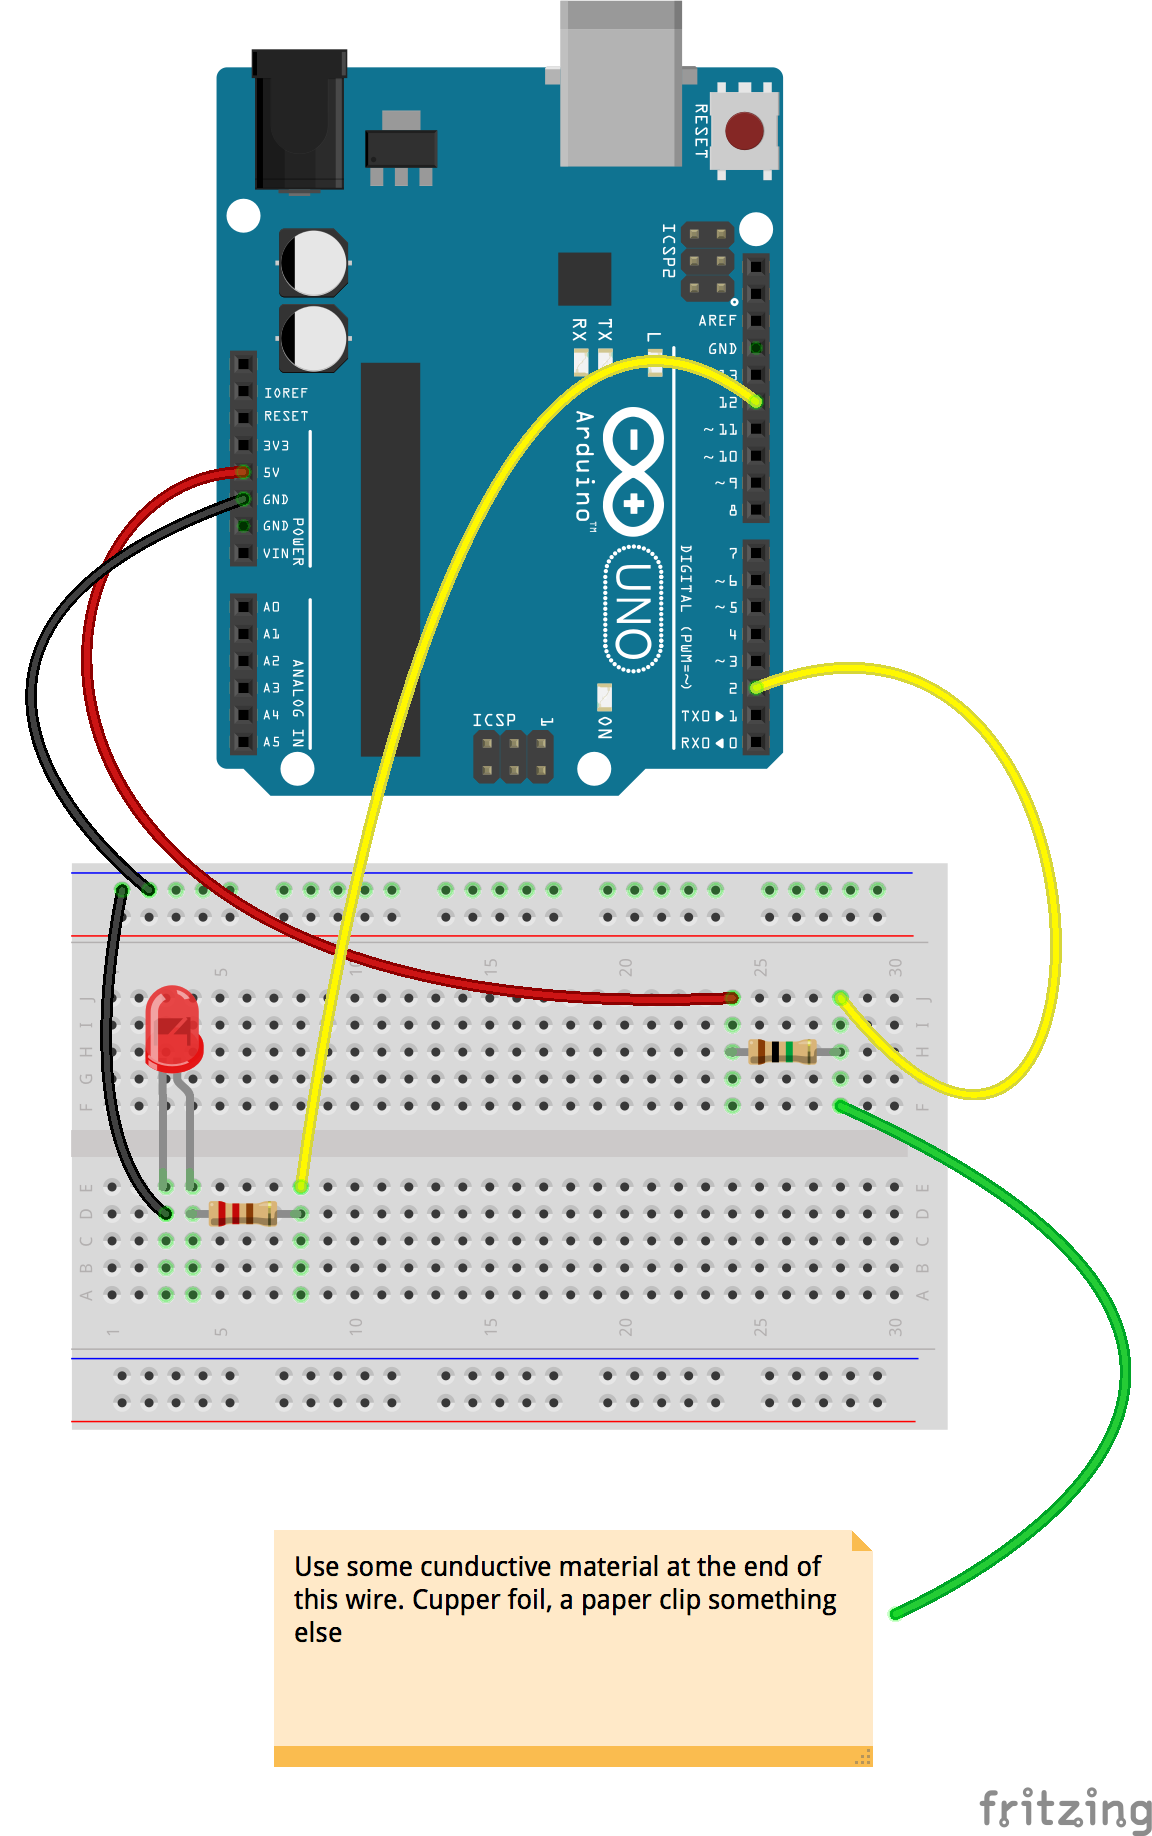 RESET
ICSP2
AREF
GND
13
12
~11
~10
~9
8
RX
TX
L
IOREF
RESET
3V3
5V
GND
GND
VIN
POWER
Arduino™
UNO
7
~6
~5
4
~3
2
TX0▶1
RX0◀0
DIGITAL (PWM=~)
A0
A1
A2
A3
A4
A5
ANALOG IN
ICSP
1
ON
5
10
15
20
25
30
J
I
H
G
F
J
I
H
G
F
E
D
C
B
A
E
D
C
B
A
1
5
10
15
20
25
30
Use some cunductive material at the end of
this wire. Cupper foil, a paper clip something
else
fritzing